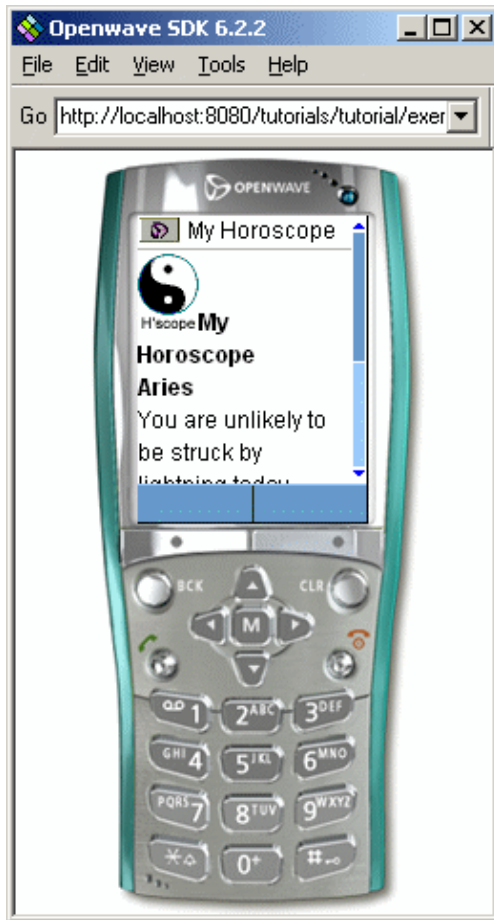 Openwave SDK 6.2.2
File Edit View Tools Help
Go http://localhost:8080/tutorials/tutorial/exer
OPENWAVE
My Horoscope
H'scope My
Horoscope
Aries
You are unlikely to
be struck by
lightning today
BCK CLR
M
1 2ABC 3DEF
GHI4 5JKL 6MNO
PQRS7 8TUV 9WXYZ
* 0+ #